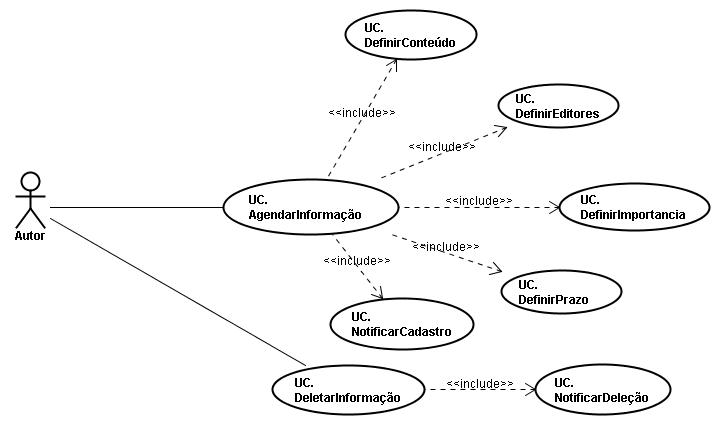 UC.
DefinirConteúdo
<<include>>
UC.
DefinirEditores
<<include>>
UC.
AgendarInformação
<<include>>
UC.
DefinirImportancia
Autor
<<include>>
<<include>>
UC.
DefinirPrazo
UC.
NotificarCadastro
UC.
DeletarInformação
<<include>>
UC.
NotificarDeleção